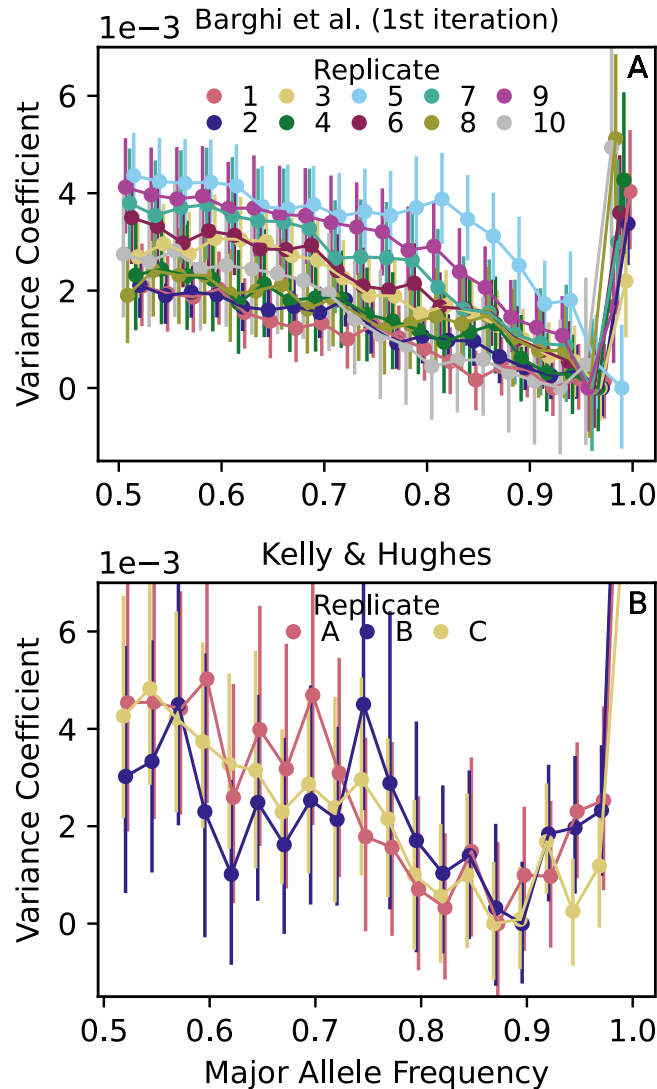 Barghi et al. (1st iteration)
1e−3
A
Replicate
1 3 5 7 9
2 4 6 8 10
Variance Coefficient
6
4
2
0
0.5 0.6 0.7 0.8 0.9 1.0
Kelly & Hughes
1e−3
B
Replicate
A B C
Variance Coefficient
6
4
2
0
0.5 0.6 0.7 0.8 0.9 1.0
Major Allele Frequency